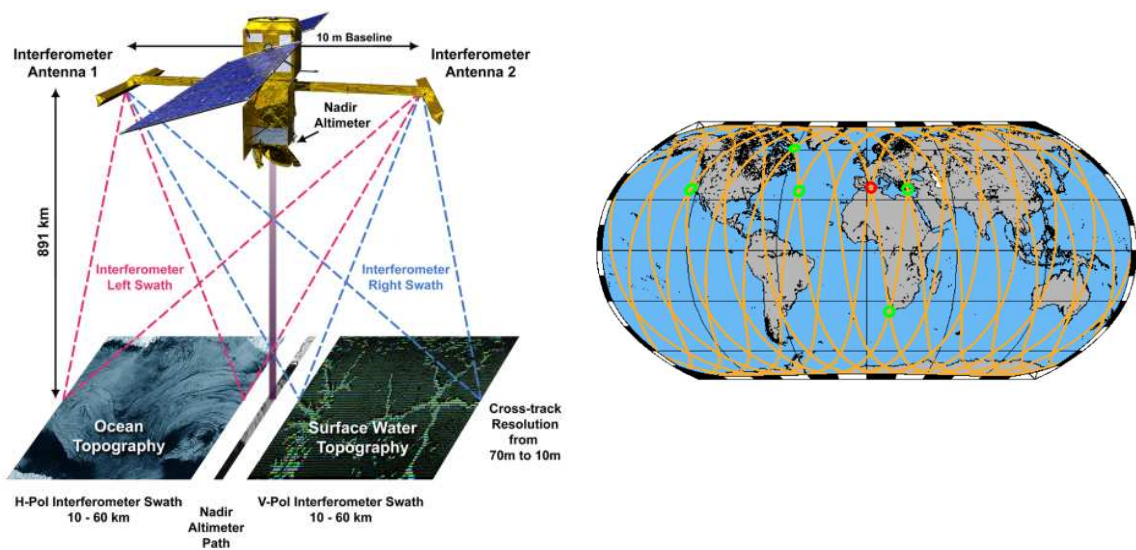 10 m Baseline
Interferometer
Antenna 1
Interferometer
Antenna 2
Nadir
Altimeter
891 km
Interferometer
Left Swath
Interferometer
Right Swath
Ocean
Topography
Surface Water
Topography
Cross-track
Resolution
from
70m to 10m
H-Pol Interferometer Swath
10 - 60 km
Nadir
Altimeter
Path
V-Pol Interferometer Swath
10 - 60 km